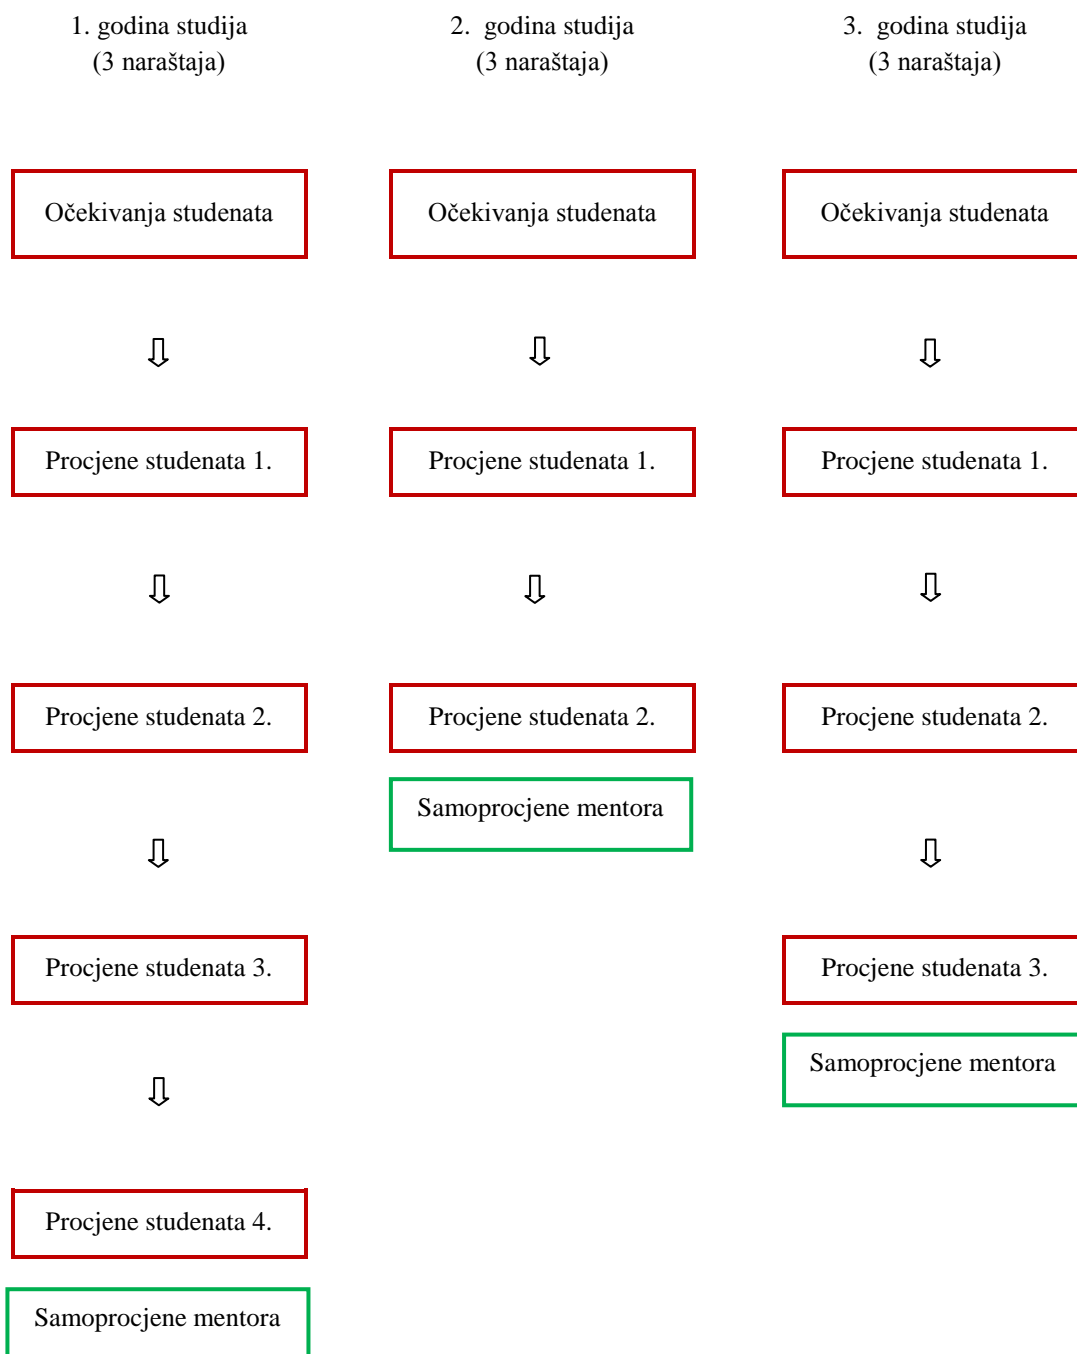 1. godina studija
(3 naraštaja)
2.  godina studija
(3 naraštaja)
3.  godina studija
(3 naraštaja)
Očekivanja studenata
Očekivanja studenata
Očekivanja studenata
Procjene studenata 1.
Procjene studenata 1.
Procjene studenata 1.
Procjene studenata 2.
Procjene studenata 2.
Procjene studenata 2.
Samoprocjene mentora
Procjene studenata 3.
Procjene studenata 3.
Samoprocjene mentora
Procjene studenata 4.
Samoprocjene mentora